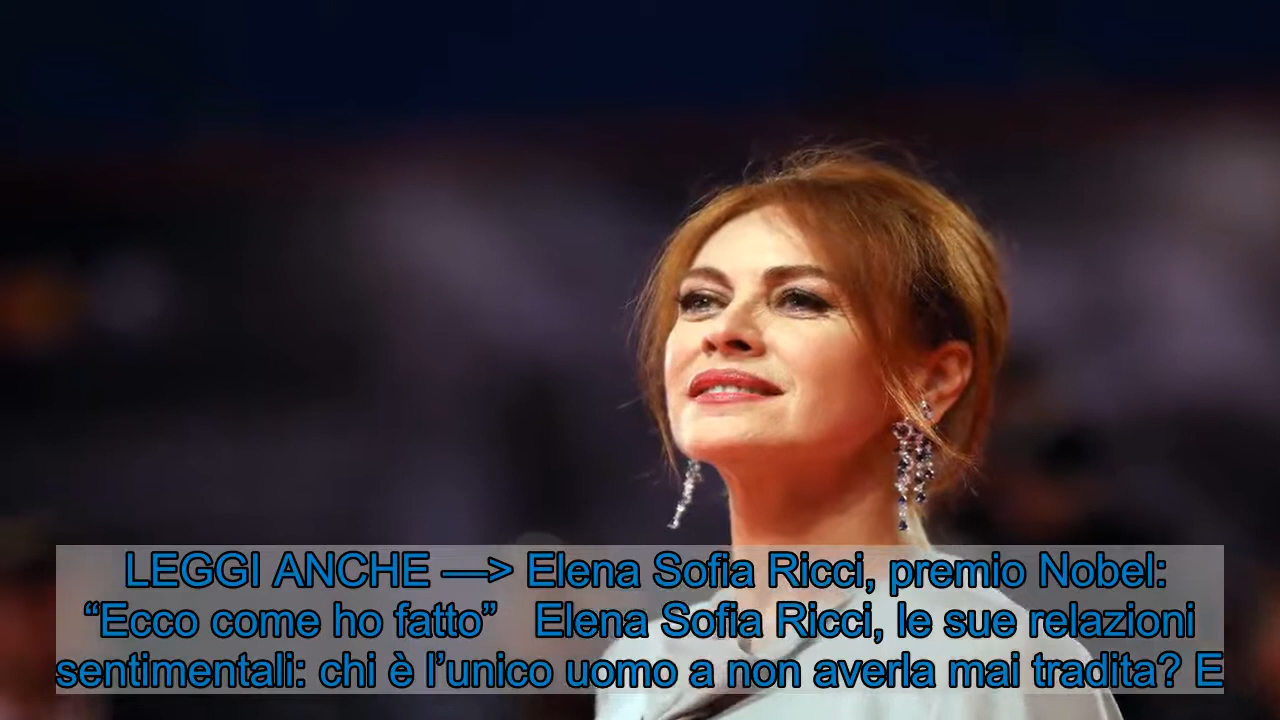 LEGGI ANCHE —> Elena Sofia Ricci, premio Nobel:
“Ecco come ho fatto”   Elena Sofia Ricci, le sue relazioni
sentimentali: chi è l’unico uomo a non averla mai tradita? E